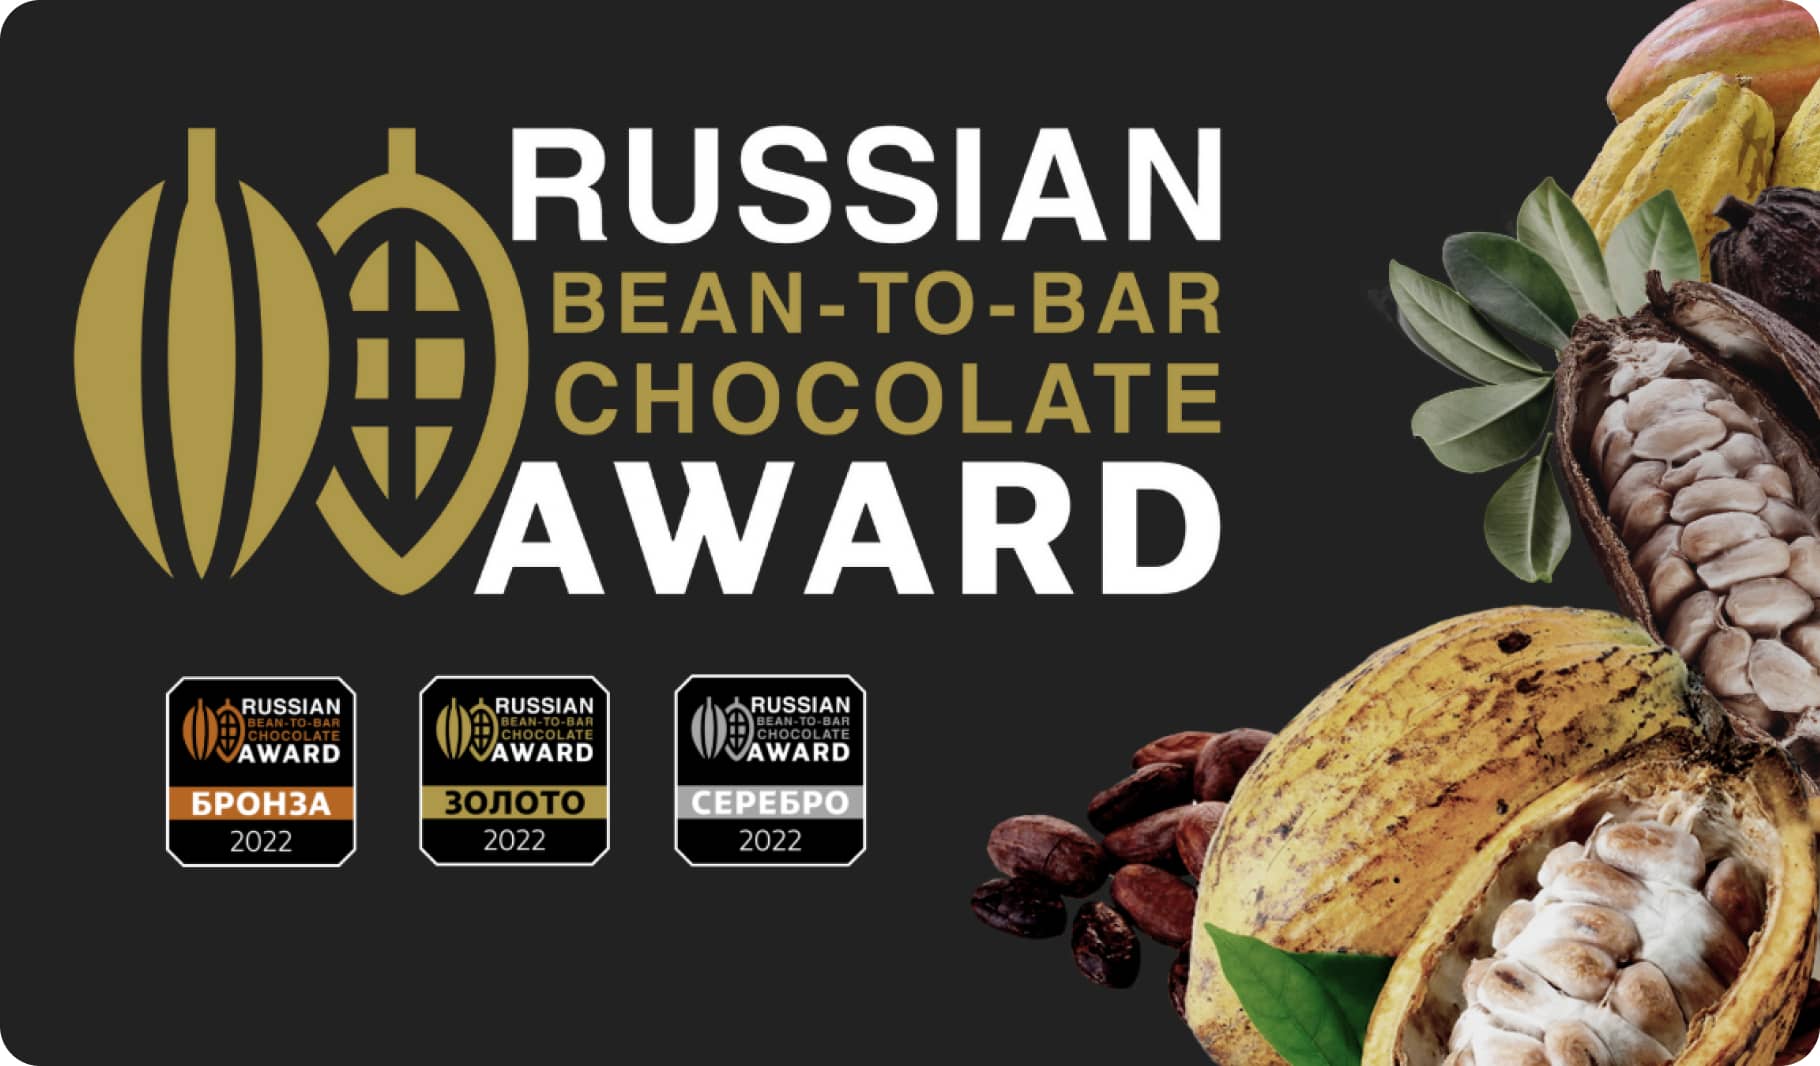 RUSSIAN
BEAN-TO-BAR
CHOCOLATE
AWARD
RUSSIAN
BEAN-TO-BAR
CHOCOLATE
AWARD
БРОНЗА
2022
RUSSIAN
BEAN-TO-BAR
CHOCOLATE
AWARD
ЗОЛОТО
2022
RUSSIAN
BEAN-TO-BAR
CHOCOLATE
AWARD
СЕРЕБРО
2022